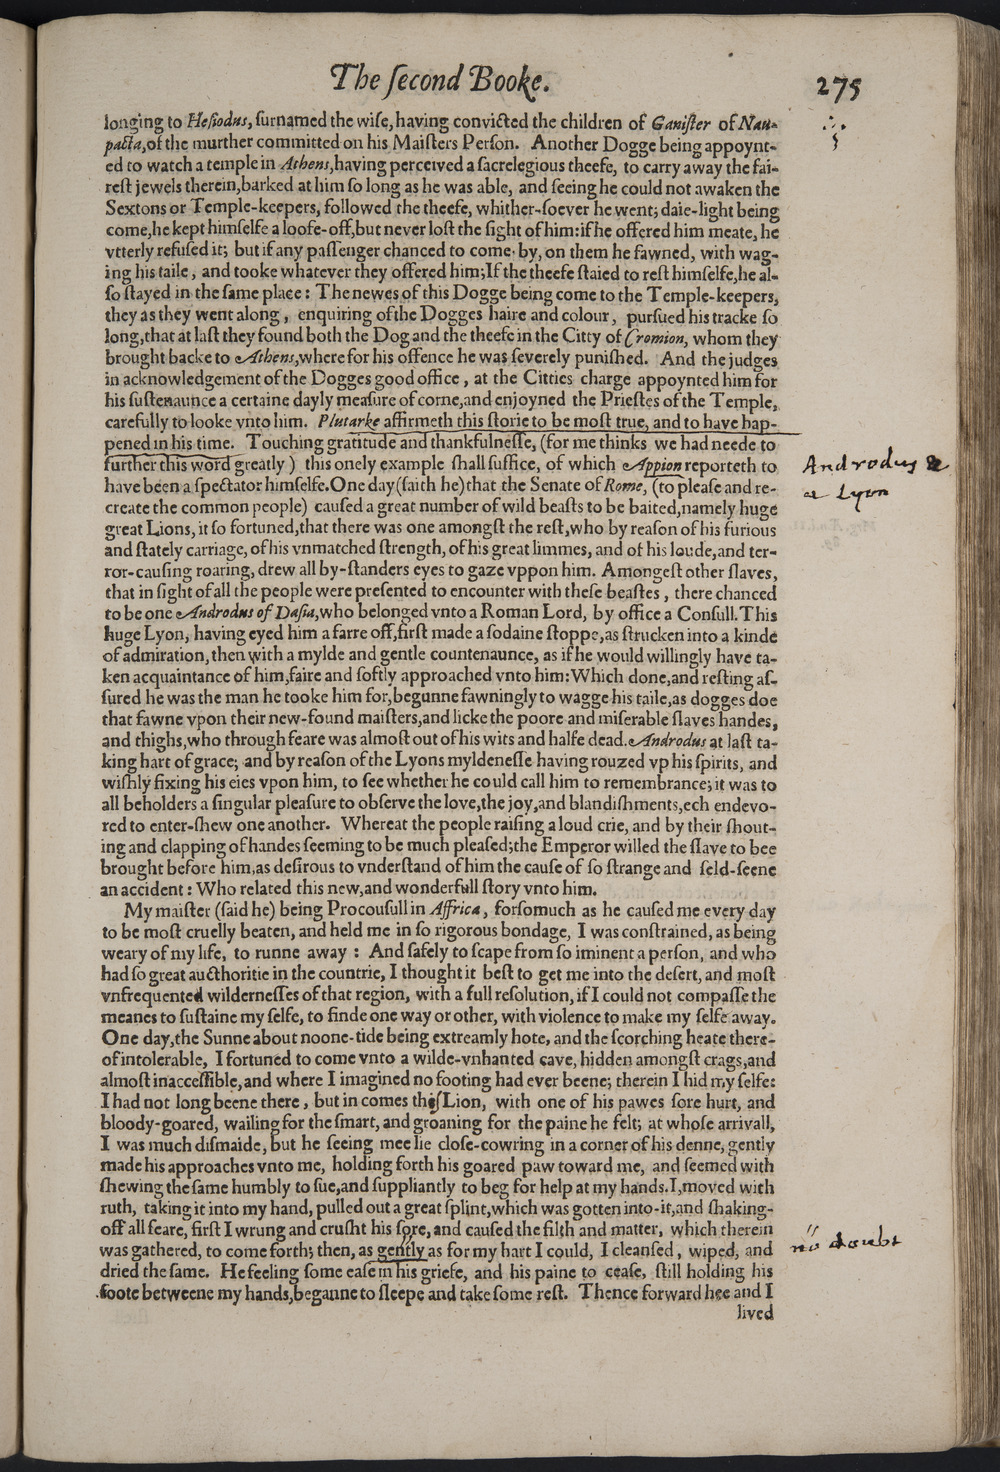 The ſecond Booke. 275
longing to Heſiodus, ſurnamed the wiſe, having convicted the children of Ganiſter of Nau-
pacta, of the murther committed on his Maiſters Perſon. Another Dogge being appoynt-
ed to watch a temple in Athens, having perceived a ſacrelegious theefe, to carry away the fai-
reſt jewels therein, barked at him ſo long as he was able, and ſeeing he could not awaken the
Sextons or Temple-keepers, followed the theefe, whither-ſoever he went; daie-light being
come, he kept himſelfe a looſe-off, but never loſt the ſight of him: if he offered him meate, he
vtterly refuſed it; but if any paſſenger chanced to come by, on them he fawned, with wag-
ing his taile, and tooke whatever they offered him; If the theefe ſtaied to reſt himſelfe, he al-
ſo ſtayed in the ſame place: The newes of this Dogge being come to the Temple-keepers,
they as they went along, enquiring of the Dogges haire and colour, purſued his tracke ſo
long, that at laſt they found both the Dog and the theefe in the Citty of Cromion, whom they
brought backe to Athens, where for his offence he was ſeverely puniſhed. And the judges
in acknowledgement of the Dogges good office, at the Citties charge appoynted him for
his ſuſtenaunce a certaine dayly meaſure of corne, and enjoyned the Prieſtes of the Temple,
carefully to looke vnto him. Plutarke affirmeth this ſtorie to be moſt true, and to have hap-
pened in his time. Touching gratitude and thankfulneſſe, (for me thinks we had neede to
further this word greatly) this onely example ſhall ſuffice, of which Appion reporteth to
have been a ſpectator himſelfe. One day (ſaith he) that the Senate of Rome, (to pleaſe and re-
create the common people) cauſed a great number of wild beaſts to be baited, namely huge
great Lions, it ſo fortuned, that there was one amongſt the reſt, who by reaſon of his furious
and ſtately carriage, of his vnmatched ſtrength, of his great limmes, and of his loude, and ter-
ror-cauſing roaring, drew all by-ſtanders eyes to gaze vppon him. Amongeſt other ſlaves,
that in ſight of all the people were preſented to encounter with theſe beaſtes, there chanced
to be one Androdus of Daſia, who belonged vnto a Roman Lord, by office a Conſull. This
huge Lyon, having eyed him a farre off, firſt made a ſodaine ſtoppe, as ſtrucken into a kinde
of admiration, then with a mylde and gentle countenaunce, as if he would willingly have ta-
ken acquaintance of him, faire and ſoftly approached vnto him: Which done, and reſting aſ-
ſured he was the man he tooke him for, begunne fawningly to wagge his taile, as dogges doe
that fawne vpon their new-found maiſters, and licke the poore and miſerable ſlaves handes,
and thighs, who through feare was almoſt out of his wits and halfe dead. Androdus at laſt ta-
king hart of grace; and by reaſon of the Lyons myldeneſſe having rouzed vp his ſpirits, and
wiſhly fixing his eies vpon him, to ſee whether he could call him to remembrance; it was to
all beholders a ſingular pleaſure to obſerve the love, the joy, and blandiſhments, ech endevo-
red to enter-ſhew one another. Whereat the people raiſing a loud crie, and by their ſhout-
ing and clapping of handes ſeeming to be much pleaſed; the Emperor willed the ſlave to bee
brought before him, as deſirous to vnderſtand of him the cauſe of ſo ſtrange and ſeld-ſeene
an accident: Who related this new, and wonderfull ſtory vnto him.
My maiſter (ſaid he) being Procouſull in Affrica, forſomuch as he cauſed me every day
to be moſt cruelly beaten, and held me in ſo rigorous bondage, I was conſtrained, as being
weary of my life, to runne away: And ſafely to ſcape from ſo iminent a perſon, and who
had ſo great aucthoritie in the countrie, I thought it beſt to get me into the deſert, and moſt
vnfrequented wilderneſſes of that region, with a full reſolution, if I could not compaſſe the
meanes to ſuſtaine my ſelfe, to finde one way or other, with violence to make my ſelfe away.
One day, the Sunne about noone-tide being extreamly hote, and the ſcorching heate there-
of intolerable, I fortuned to come vnto a wilde-vnhanted cave, hidden amongſt crags, and
almoſt inacceſſible, and where I imagined no footing had ever beene; therein I hid my ſelfe:
I had not long beene there, but in comes this Lion, with one of his pawes ſore hurt, and
bloody-goared, wailing for the ſmart, and groaning for the paine he felt; at whoſe arrivall,
I was much diſmaide, but he ſeeing mee lie cloſe-cowring in a corner of his denne, gently
made his approaches vnto me, holding forth his goared paw toward me, and ſeemed with
ſhewing the ſame humbly to ſue, and ſuppliantly to beg for help at my hands. I, moved with
ruth, taking it into my hand, pulled out a great ſplint, which was gotten into-it, and ſhaking-
off all feare, firſt I wrung and cruſht his ſore, and cauſed the filth and matter, which therein
was gathered, to come forth; then, as gently as for my hart I could, I cleanſed, wiped, and
dried the ſame. He feeling ſome eaſe in his griefe, and his paine to ceaſe, ſtill holding his
foote betweene my hands, beganne to ſleepe and take ſome reſt. Thence forward hee and I
lived
Androdus &
a Lyon
no doubt